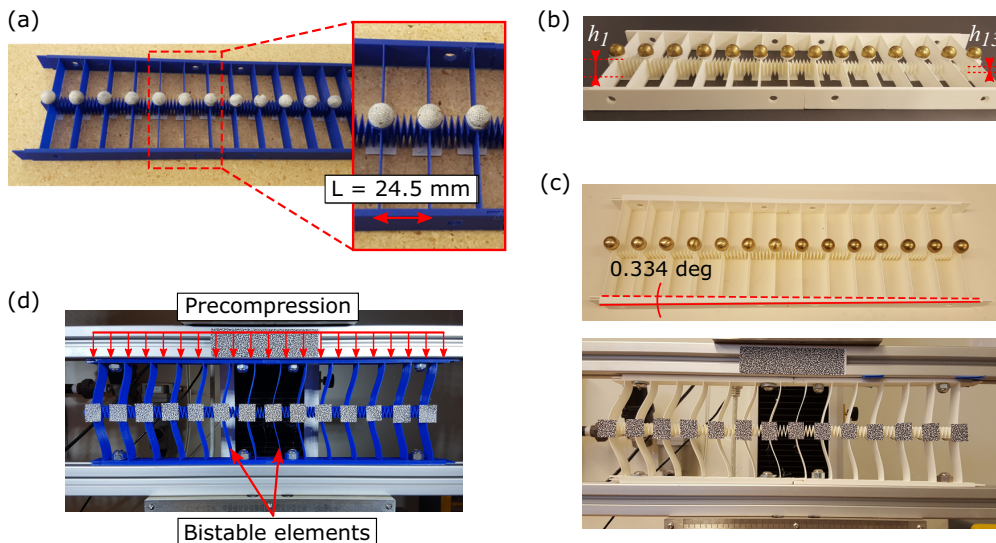 (a)
L = 24.5 mm
(b)
h1
h13
(c)
0.334 deg
(d)
Precompression
Bistable elements